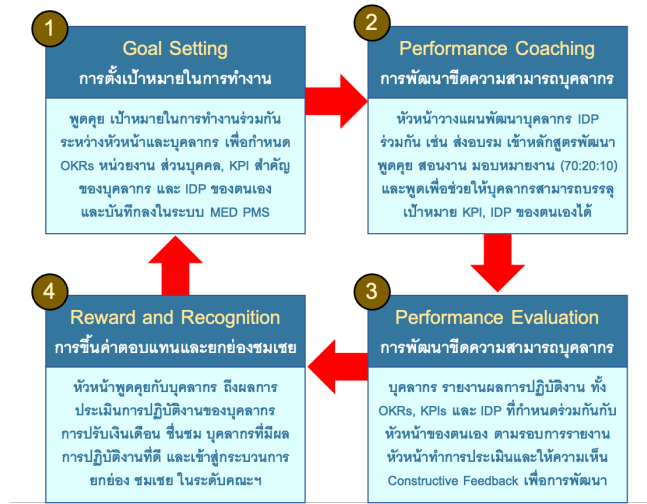 1
Goal Setting
การตั้งเป้าหมายในการทำงาน
พูดคุย เป้าหมายในการทำงานร่วมกัน
ระหว่างหัวหน้าและบุคลากร เพื่อกำหนด
OKRs หน่วยงาน ส่วนบุคคล, KPI สำคัญ
ของบุคลากร และ IDP ของตนเอง
และบันทึกลงในระบบ MED PMS
2
Performance Coaching
การพัฒนาขีดความสามารถบุคลากร
หัวหน้าวางแผนพัฒนาบุคลากร IDP
ร่วมกัน เช่น ส่งอบรม เข้าหลักสูตรพัฒนา
พูดคุย สอนงาน มอบหมายงาน (70:20:10)
และพูดเพื่อช่วยให้บุคลากรสามารถบรรลุ
เป้าหมาย KPI, IDP ของตนเองได้
3
Performance Evaluation
การพัฒนาขีดความสามารถบุคลากร
บุคลากร รายงานผลการปฏิบัติงาน ทั้ง
OKRs, KPIs และ IDP ที่กำหนดร่วมกันกับ
หัวหน้าของตนเอง ตามรอบการรายงาน
หัวหน้าทำการประเมินและให้ความเห็น
Constructive Feedback เพื่อการพัฒนา
4
Reward and Recognition
การขึ้นค่าตอบแทนและยกย่องชมเชย
หัวหน้าพูดคุยกับบุคลากร ถึงผลการ
ประเมินการปฏิบัติงานของบุคลากร
การปรับเงินเดือน ชื่นชม บุคลากรที่มีผล
การปฏิบัติงานที่ดี และเข้าสู่กระบวนการ
ยกย่อง ชมเชย ในระดับคณะฯ